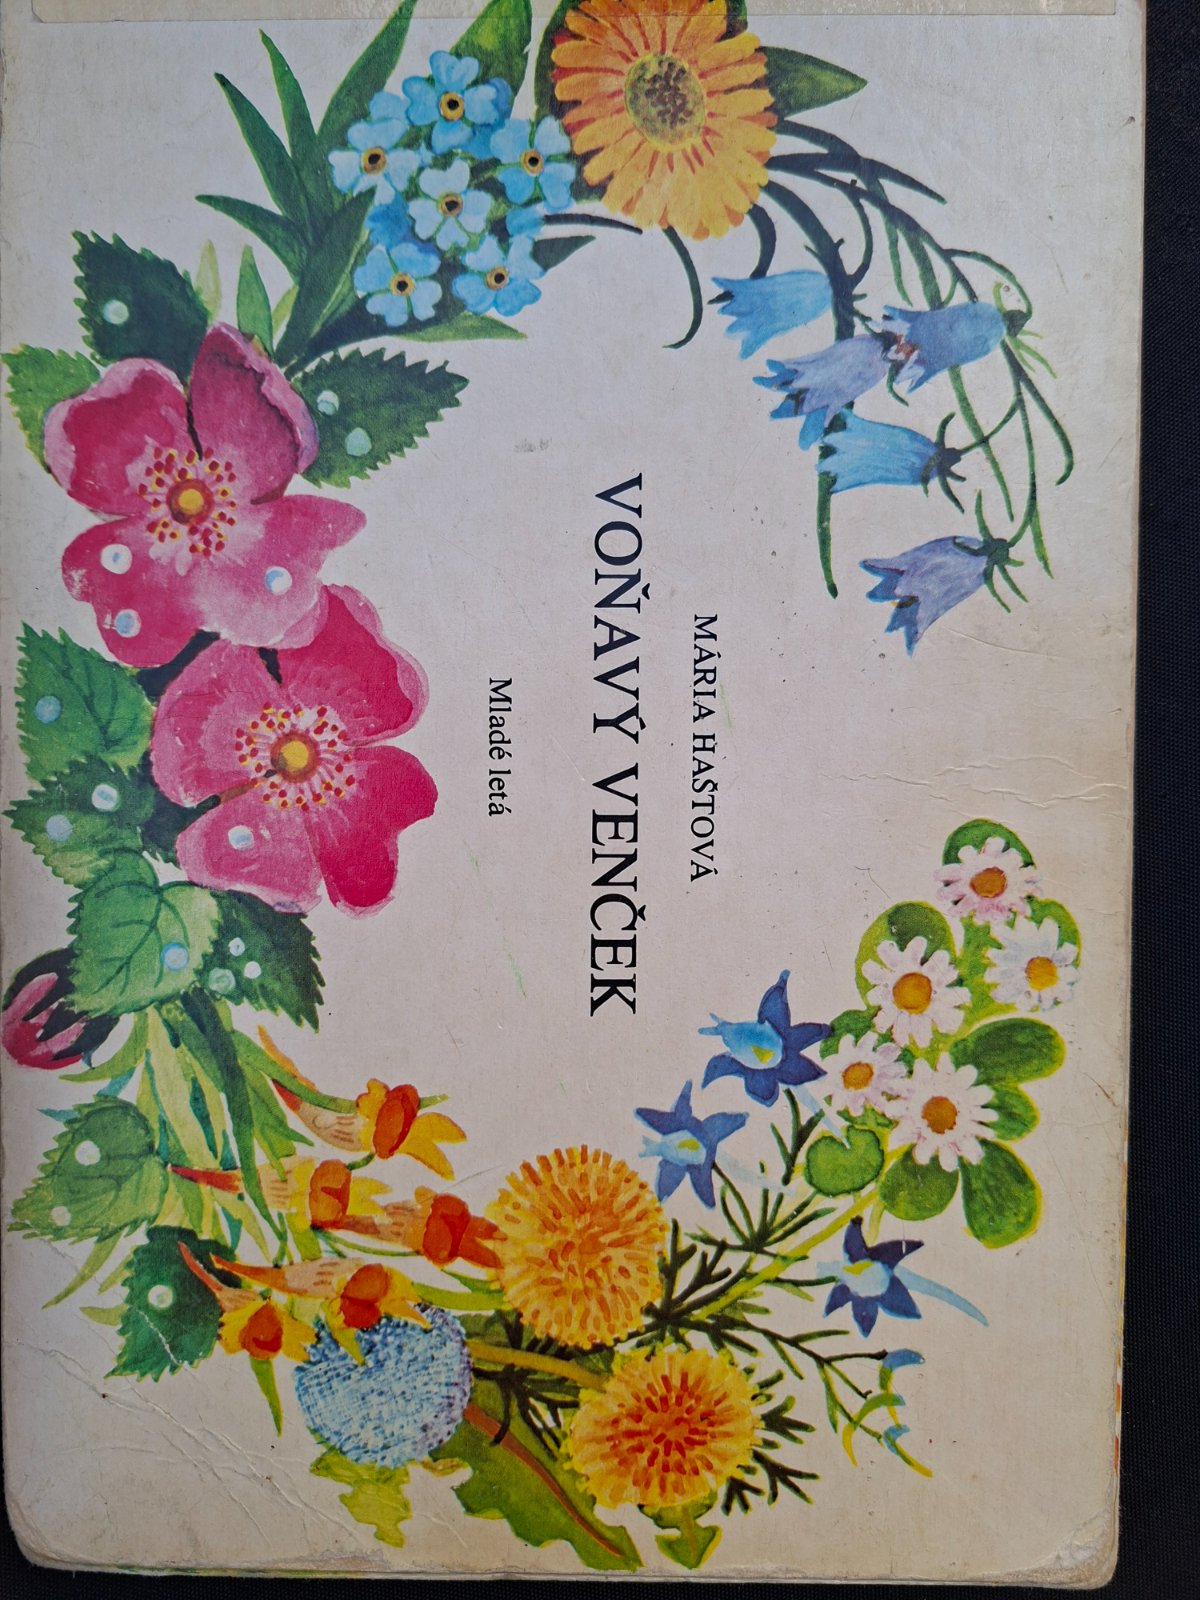 MÁRIA HAŠTOVÁ
VOŇAVÝ VENČEK
Mladé letá